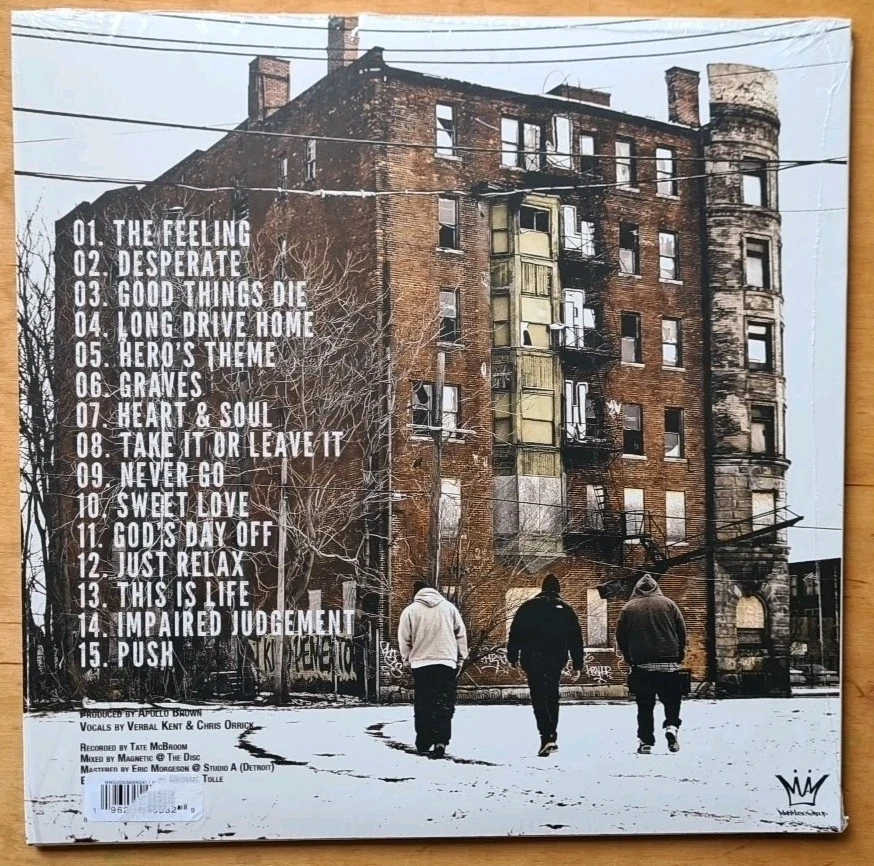 01. THE FEELING
02. DESPERATE
03. GOOD THINGS DIE
04. LONG DRIVE HOME
05. HERO'S THEME
06. GRAVES
07. HEART & SOUL
08. TAKE IT OR LEAVE IT
09. NEVER GO
10. SWEET LOVE
11. GOD'S DAY OFF
12. JUST RELAX
13. THIS IS LIFE
14. IMPAIRED JUDGEMENT
15. PUSH
PRODUCED BY APOLLO BROWN
VOCALS BY VERBAL KENT & CHRIS ORRICK
RECORDED BY TATE MCBROOM
MIXED BY MAGNETIC @ THE DISC
MASTERED BY ERIC MORGESON @ STUDIO A (DETROIT)
TOLLE